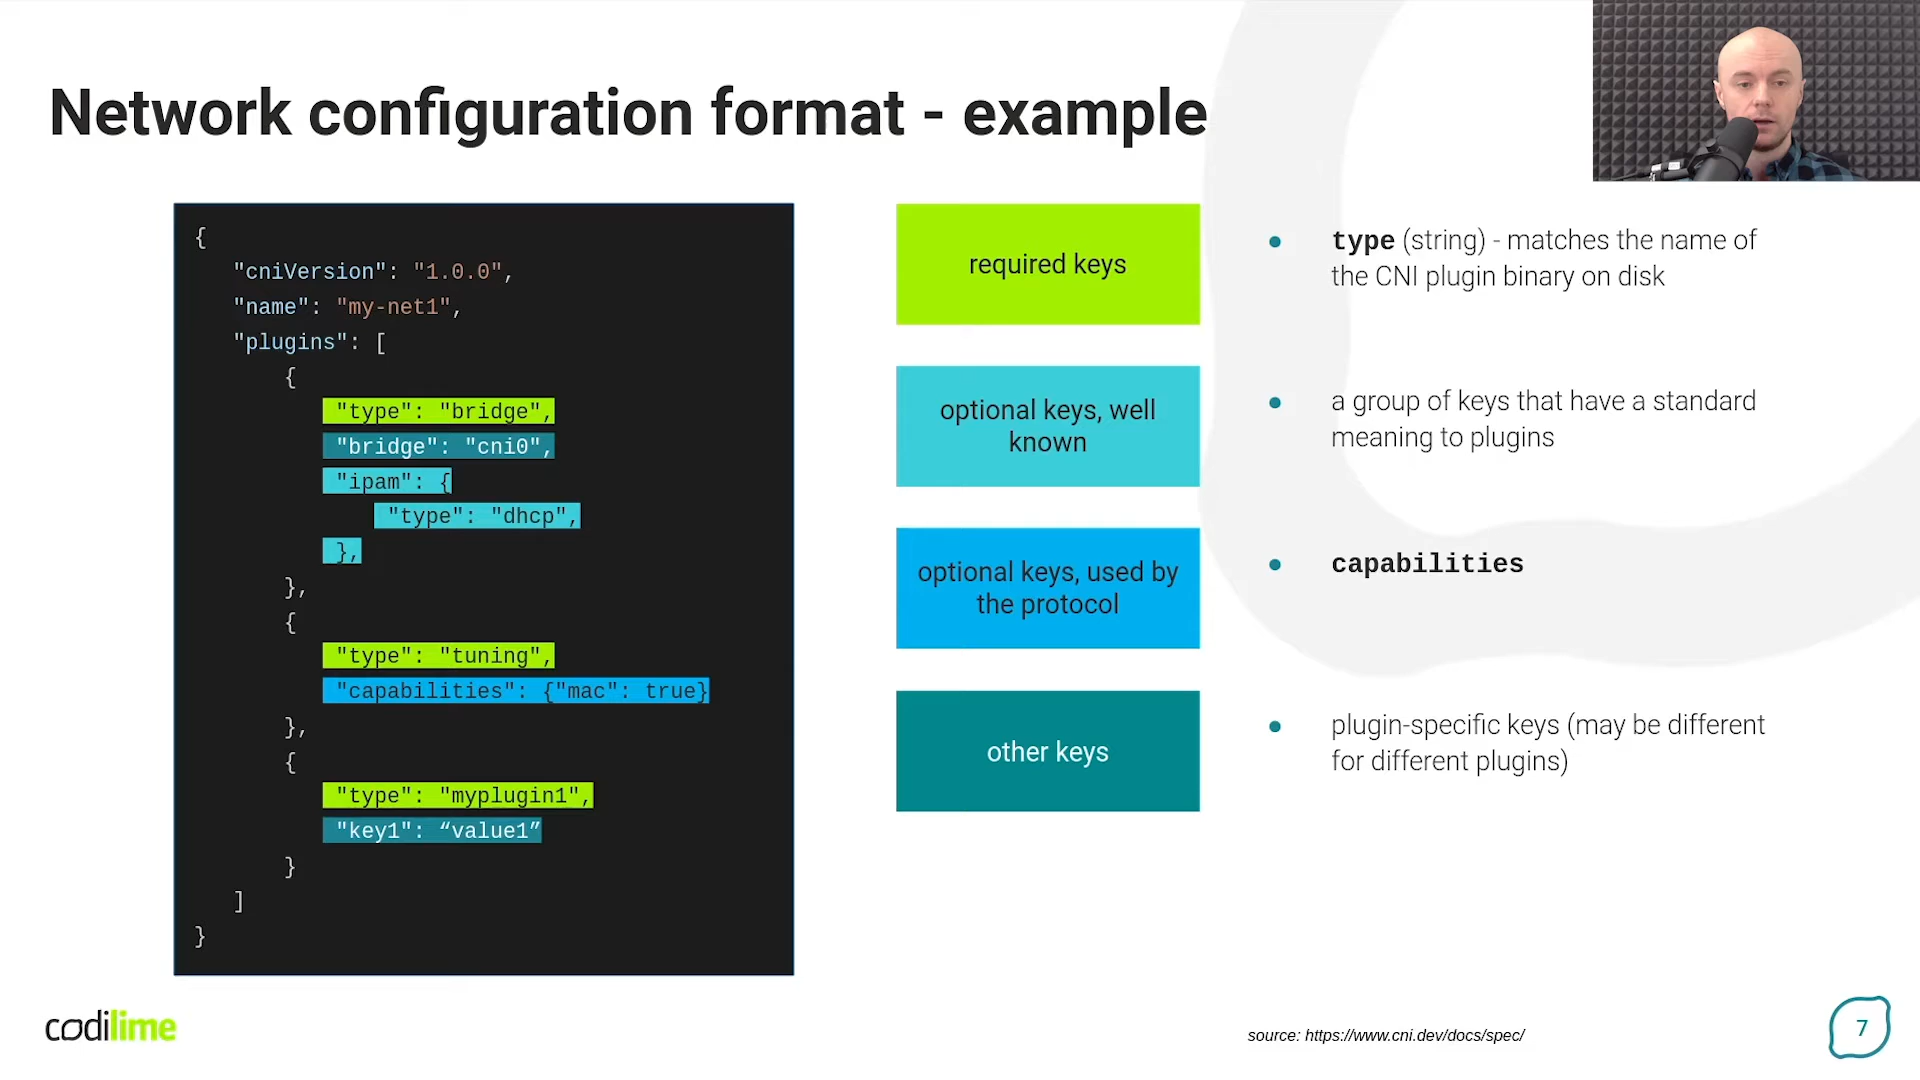 Network configuration format - example
{
"cniVersion": "1.0.0",
"name": "my-net1",
"plugins": [
{
"type": "bridge",
"bridge": "cni0",
"ipam": {
"type": "dhcp",
},
},
{
"type": "tuning",
"capabilities": {"mac": true}
},
{
"type": "myplugin1",
"key1": “value1”
}
]
}
required keys
type (string) - matches the name of
the CNI plugin binary on disk
optional keys, well
known
a group of keys that have a standard
meaning to plugins
optional keys, used by
the protocol
capabilities
other keys
plugin-specific keys (may be different
for different plugins)
codilime
source: https://www.cni.dev/docs/spec/
7